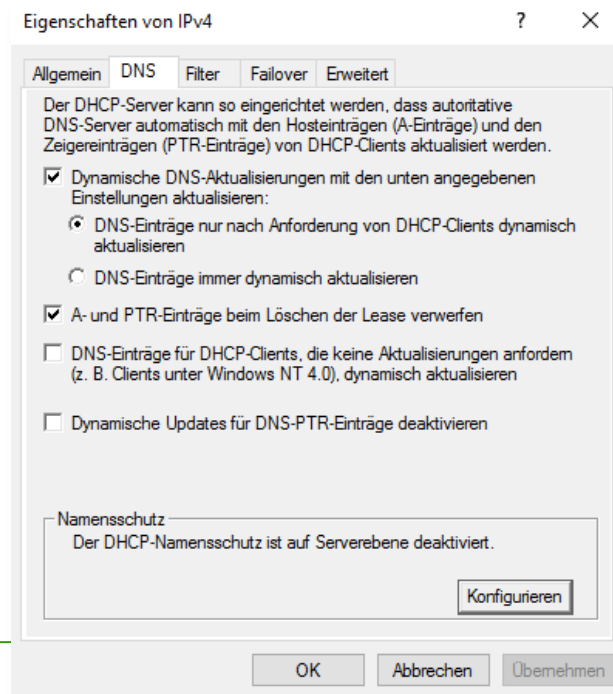 Eigenschaften von IPv4
Allgemein DNS Filter Failover Erweitert
Der DHCP-Server kann so eingerichtet werden, dass autoritative
DNS-Server automatisch mit den Hosteinträgen (A-Einträge) und den
Zeigereinträgen (PTR-Einträge) von DHCP-Clients aktualisiert werden.
Dynamische DNS-Aktualisierungen mit den unten angegebenen
Einstellungen aktualisieren:
DNS-Einträge nur nach Anforderung von DHCP-Clients dynamisch
aktualisieren
DNS-Einträge immer dynamisch aktualisieren
A- und PTR-Einträge beim Löschen der Lease verwerfen
DNS-Einträge für DHCP-Clients, die keine Aktualisierungen anfordern
(z. B. Clients unter Windows NT 4.0), dynamisch aktualisieren
Dynamische Updates für DNS-PTR-Einträge deaktivieren
Namensschutz
Der DHCP-Namensschutz ist auf Serverebene deaktiviert.
Konfigurieren
OK Abbrechen Übernehmen